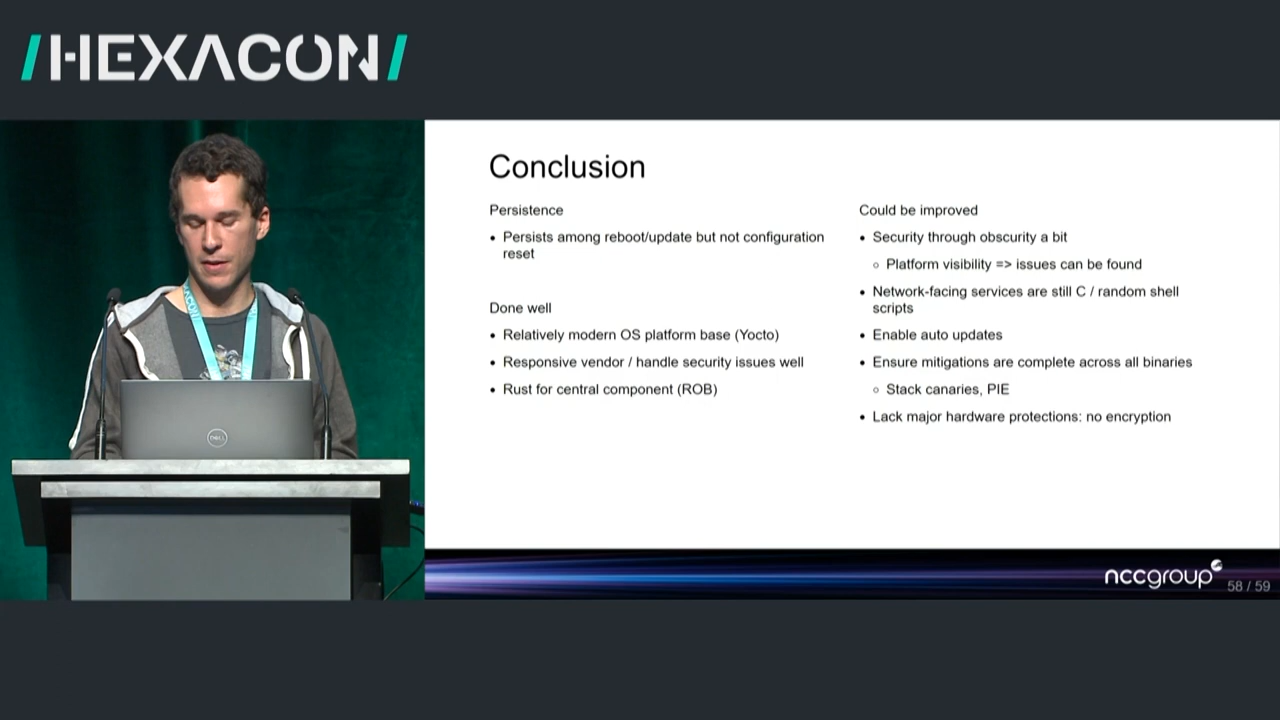 /HEXACON/
Conclusion
Persistence
• Persists among reboot/update but not configuration
reset
Done well
• Relatively modern OS platform base (Yocto)
• Responsive vendor / handle security issues well
• Rust for central component (ROB)
Could be improved
• Security through obscurity a bit
○ Platform visibility => issues can be found
• Network-facing services are still C / random shell
scripts
• Enable auto updates
• Ensure mitigations are complete across all binaries
○ Stack canaries, PIE
• Lack major hardware protections: no encryption
DELL
nccgroup
58 / 59